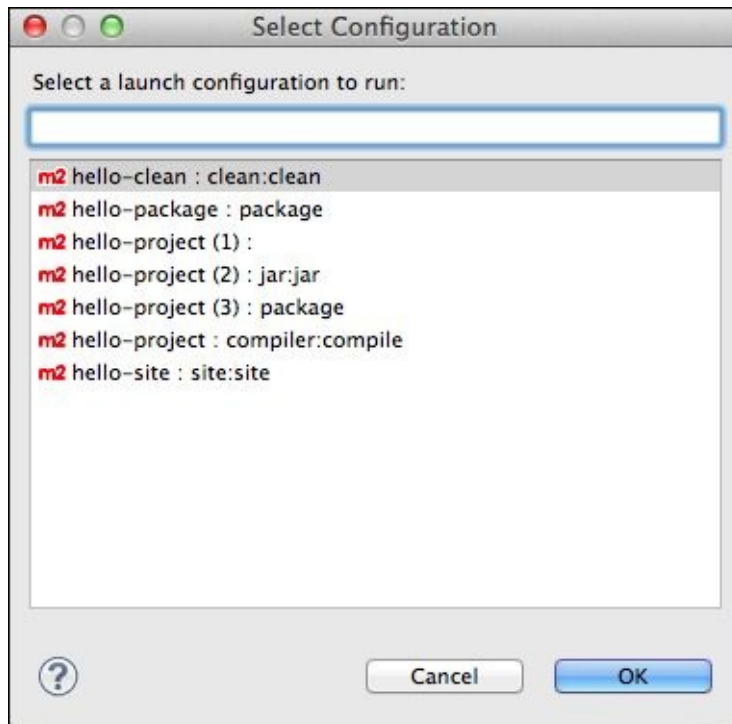 Select Configuration
Select a launch configuration to run:
m2 hello-clean : clean:clean
m2 hello-package : package
m2 hello-project (1) :
m2 hello-project (2) : jar:jar
m2 hello-project (3) : package
m2 hello-project : compiler:compile
m2 hello-site : site:site
? Cancel OK